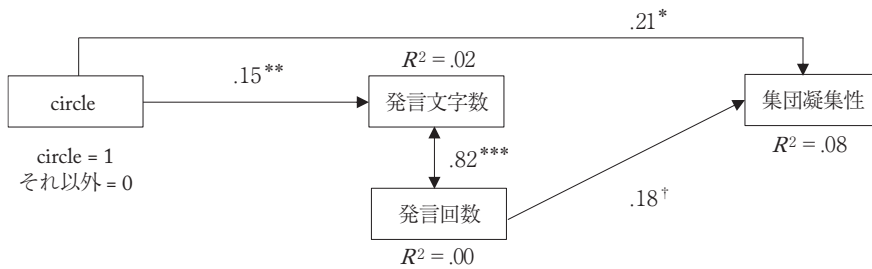 .21*
R² = .02
.15**
circle
発言文字数
集団凝集性
R² = .08
circle = 1
それ以外 = 0
.82***
発言回数
.18†
R² = .00